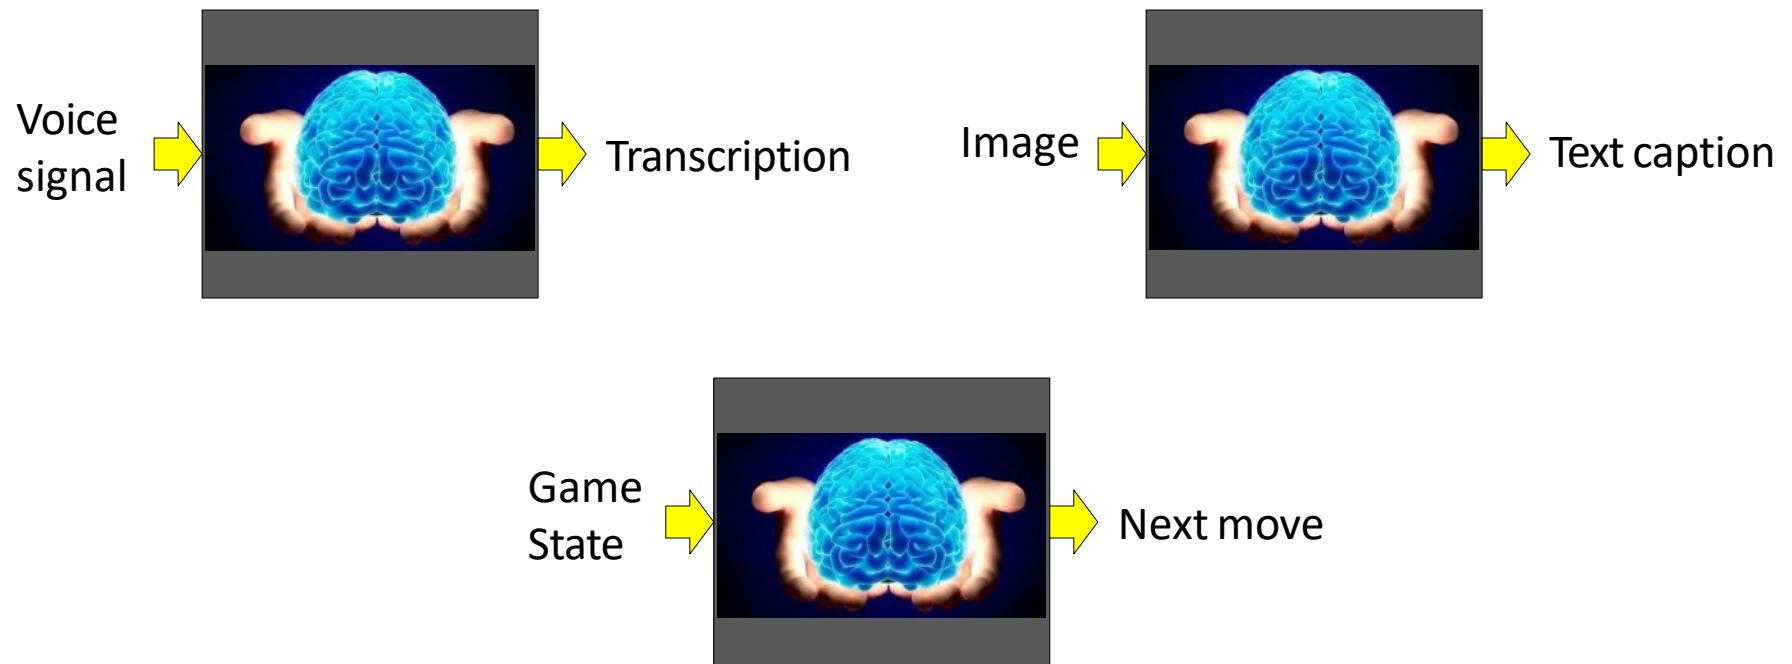 Voice
signal
Transcription
Image
Text caption
Game
State
Next move